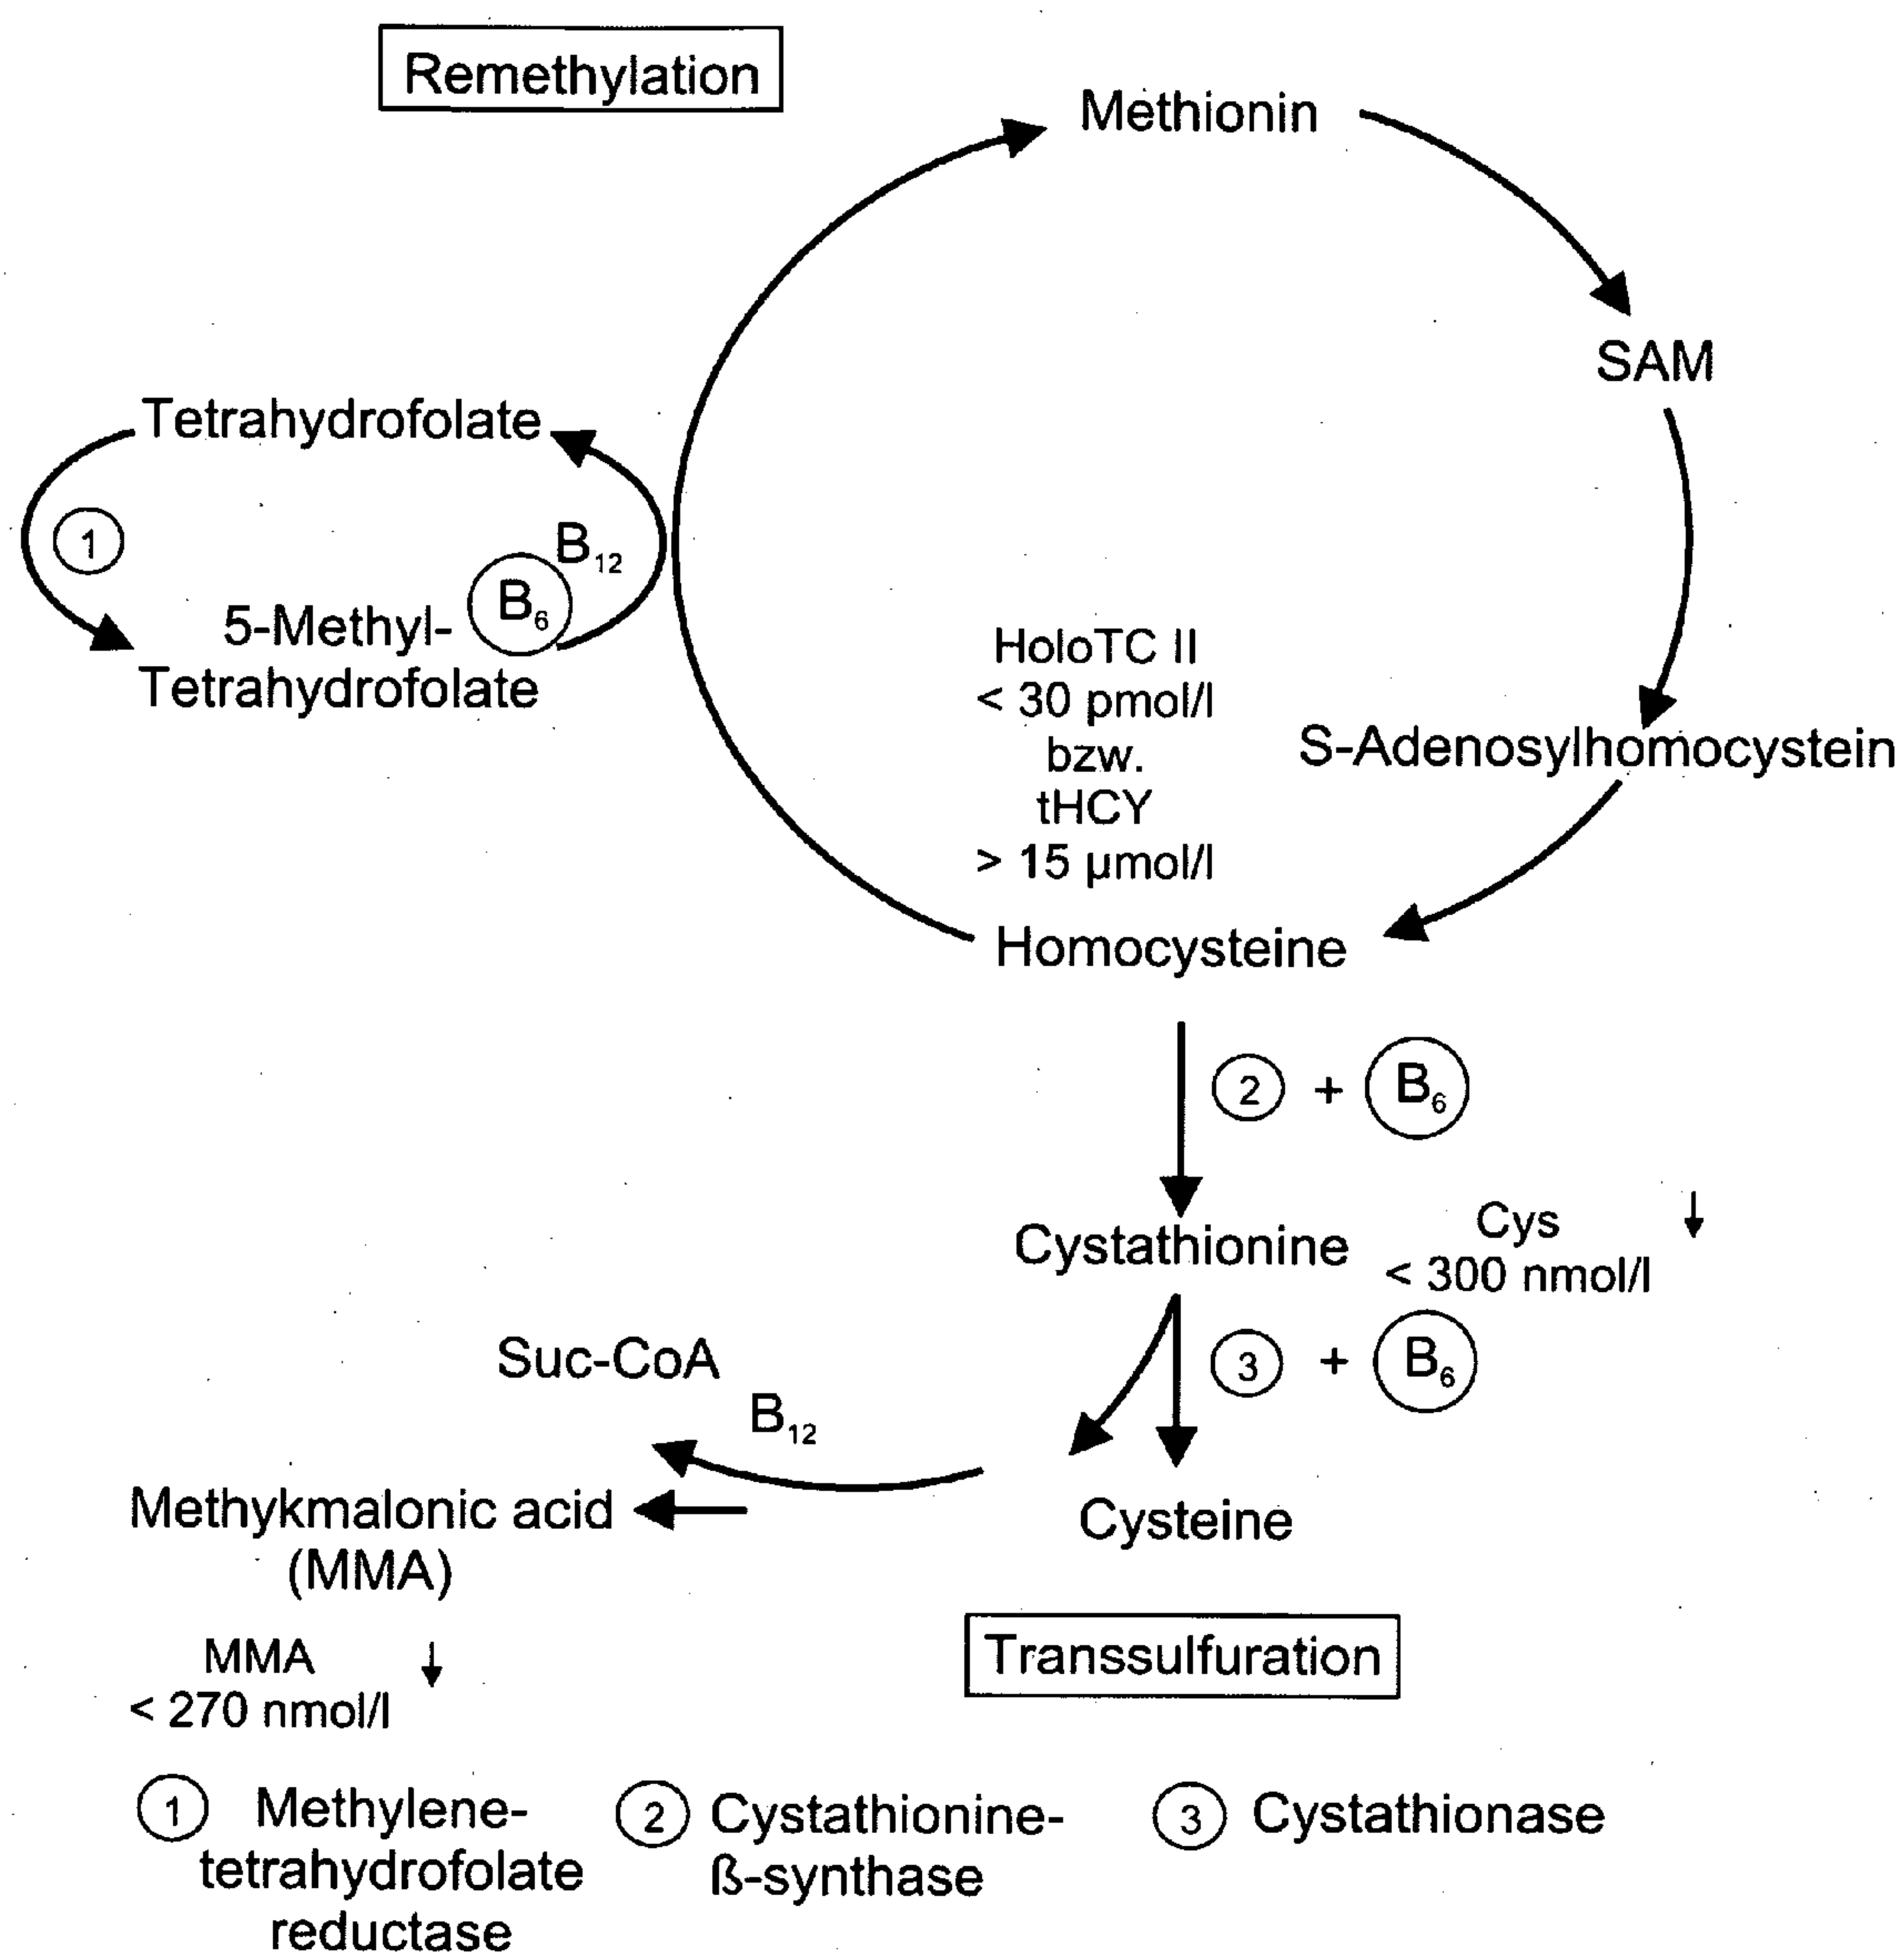 Remethylation
Methionin
SAM
Tetrahydrofolate
1
B12
B6
5-Methyl-
Tetrahydrofolate
HoloTC II
< 30 pmol/l
bzw.
tHCY
> 15 µmol/l
S-Adenosylhomocystein
Homocysteine
2 + B6
Cystathionine
Cys ↓
< 300 nmol/l
3 + B6
Suc-CoA
B12
Methykmalonic acid
(MMA)
Cysteine
MMA ↓
< 270 nmol/l
Transsulfuration
1 Methylene-
tetrahydrofolate
reductase
2 Cystathionine-
ß-synthase
3 Cystathionase